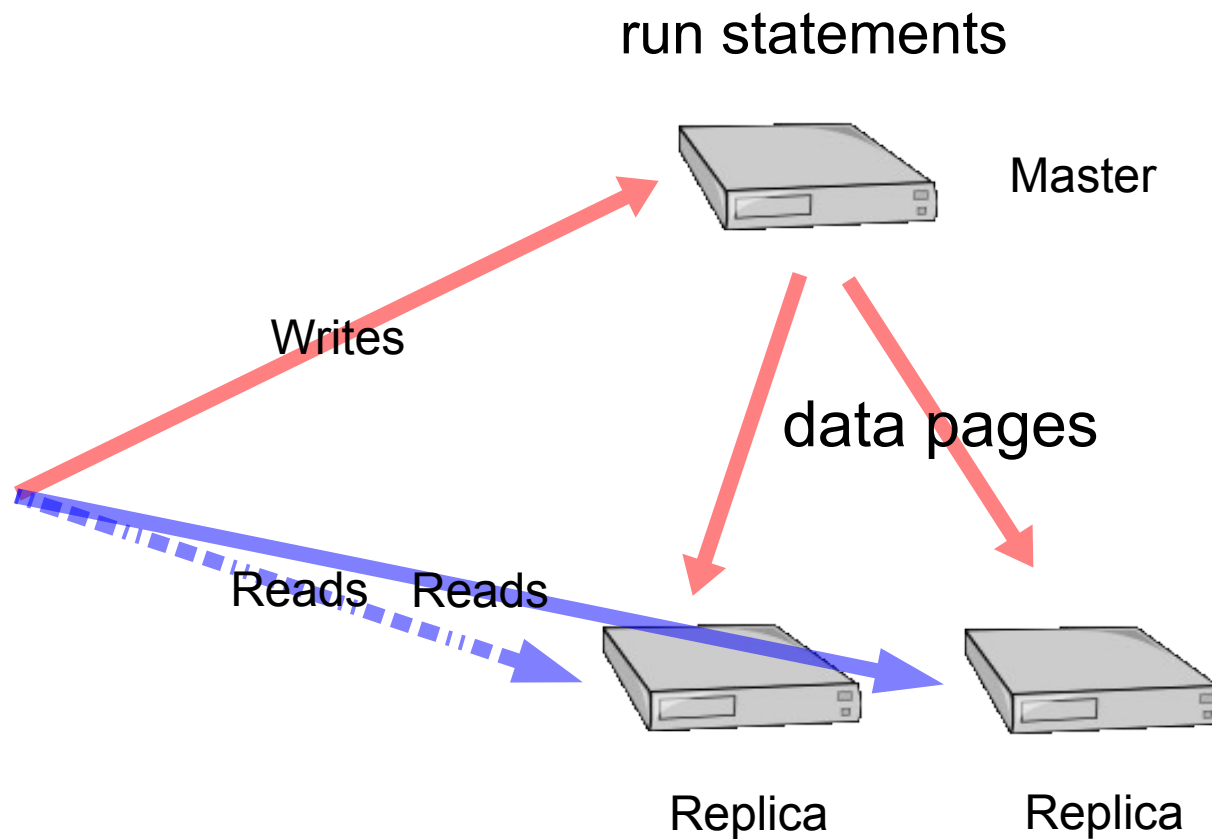 run statements
Master
Writes
data pages
Reads
Reads
Replica
Replica